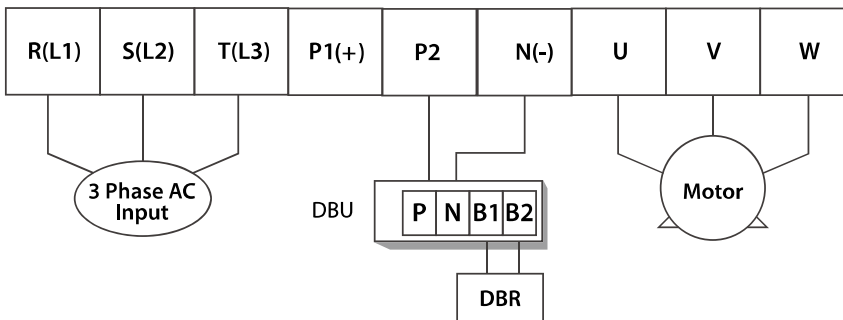 R(L1) S(L2) T(L3) P1(+) P2 N(-) U V W
3 Phase AC
Input
DBU
P N B1 B2
Motor
DBR